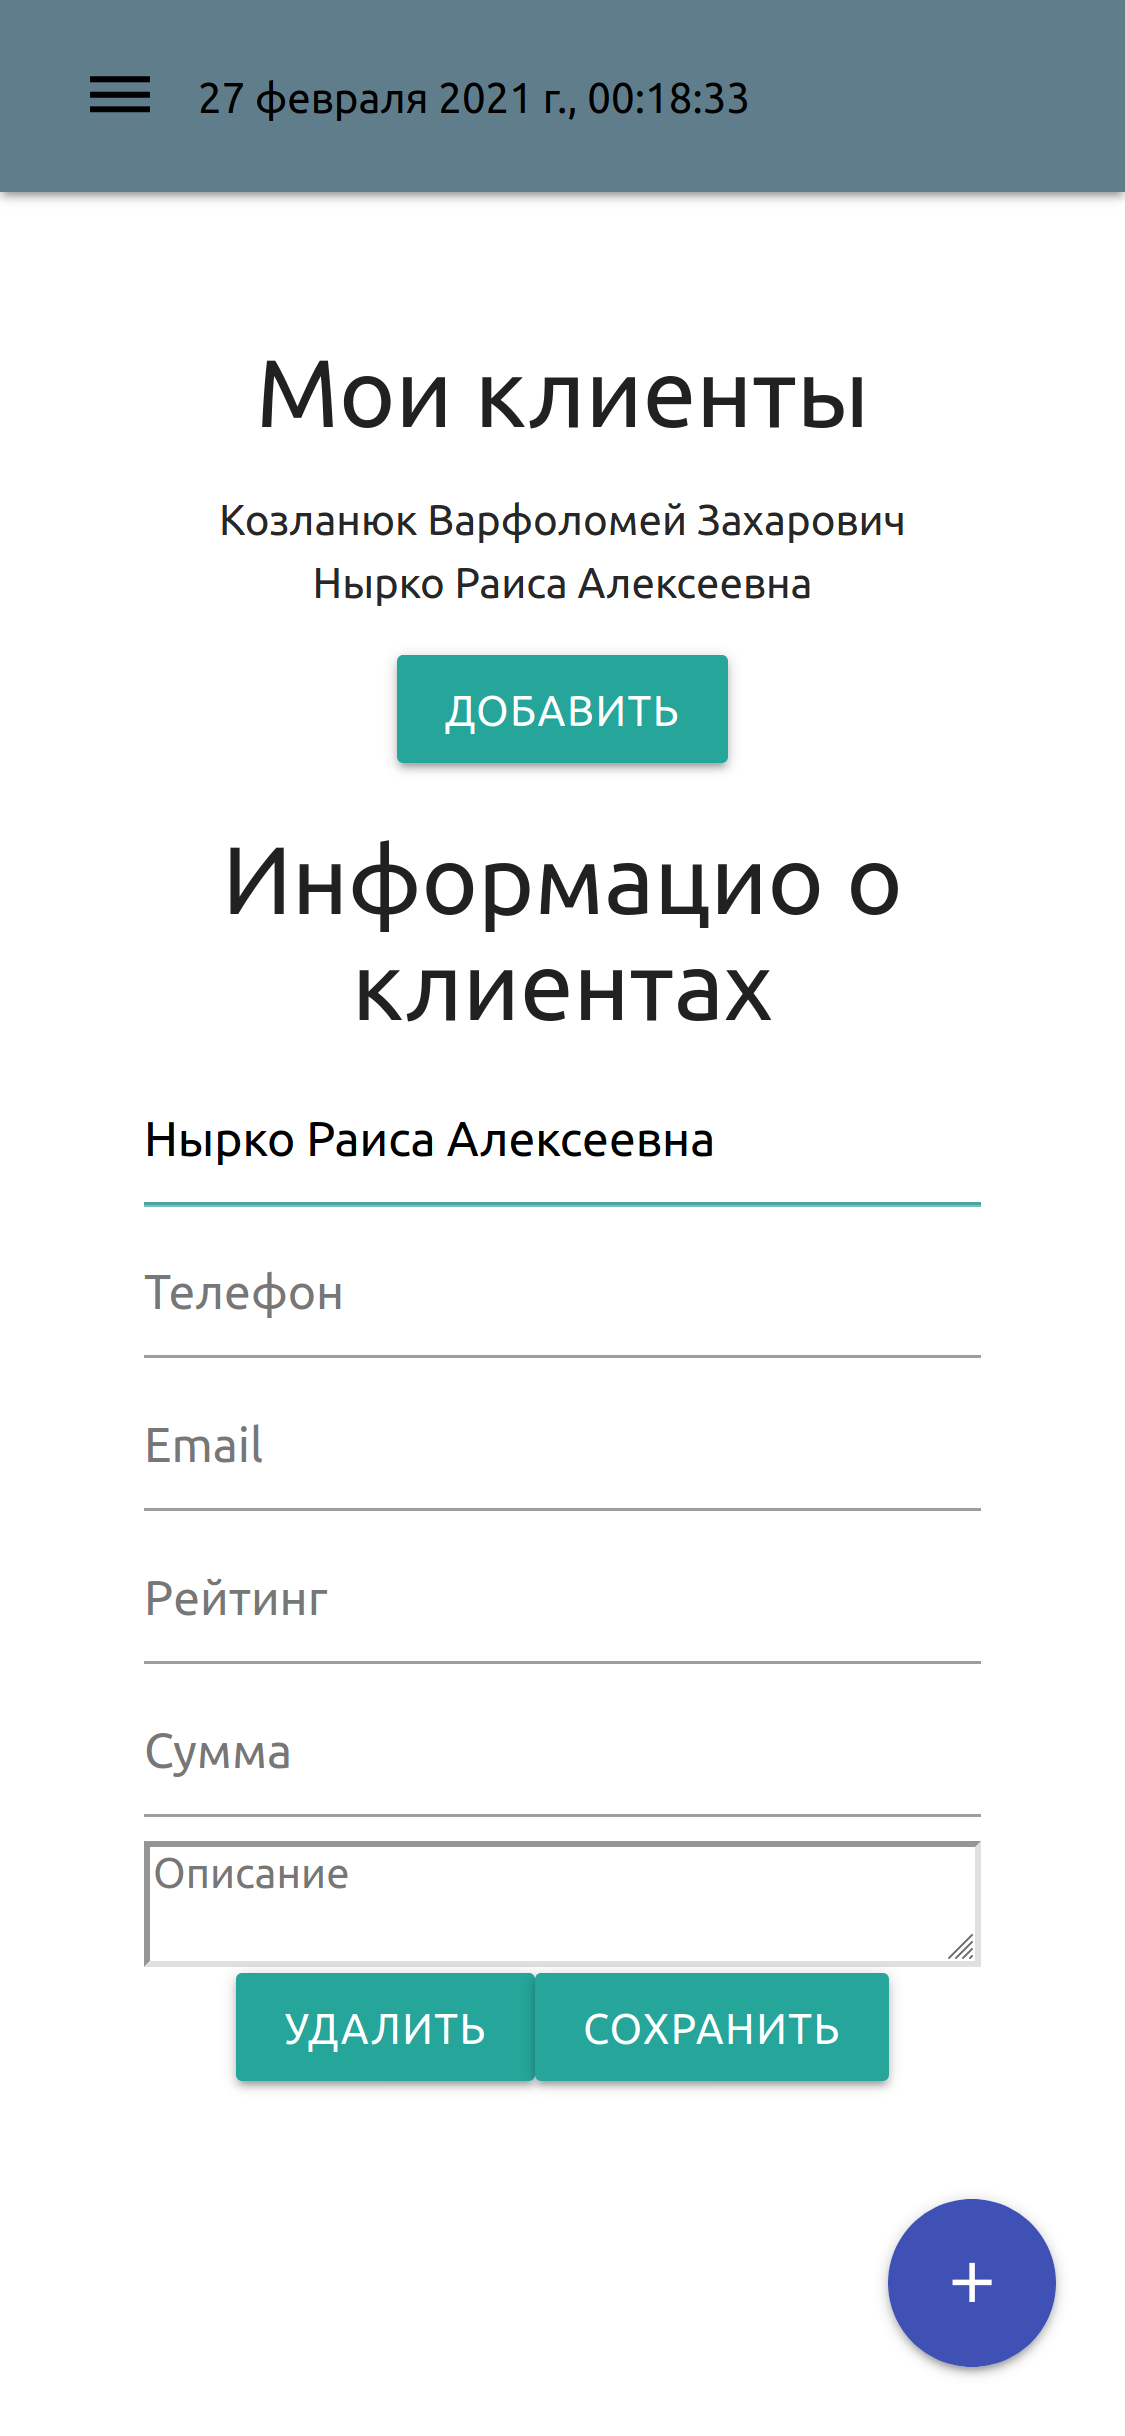 27 февраля 2021 г., 00:18:33
Мои клиенты
Козланюк Варфоломей Захарович
Нырко Раиса Алексеевна
ДОБАВИТЬ
Информацио о
клиентах
Нырко Раиса Алексеевна
Телефон
Email
Рейтинг
Сумма
Описание
УДАЛИТЬ СОХРАНИТЬ
+